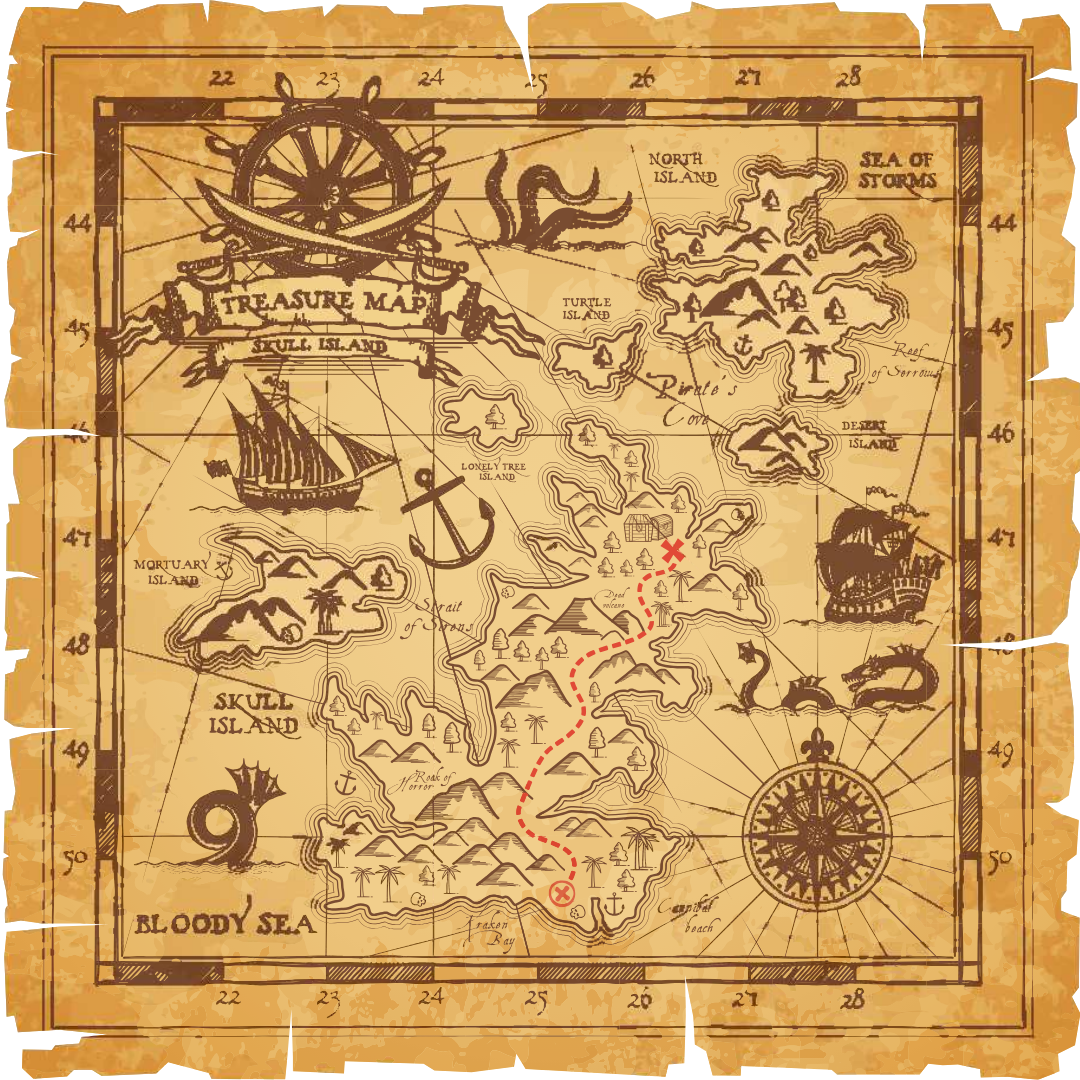 22 23 24 25 26 27 28
NORTH
ISLAND
SEA OF
STORMS
44
44
TREASURE MAP
SKULL ISLAND
TURTLE
ISLAND
45
45
Reef
of Sorrows
Pirate's
Cove
46
46
DESERT
ISLAND
LONELY TREE
ISLAND
47
47
MORTUARY
ISLAND
Strait
of Sirens
Dead
volcano
48
48
SKULL
ISLAND
49
49
Roak of
Horror
50
50
BLOODY SEA
Kraken
Bay
Cannibal
beach
22 23 24 25 26 27 28